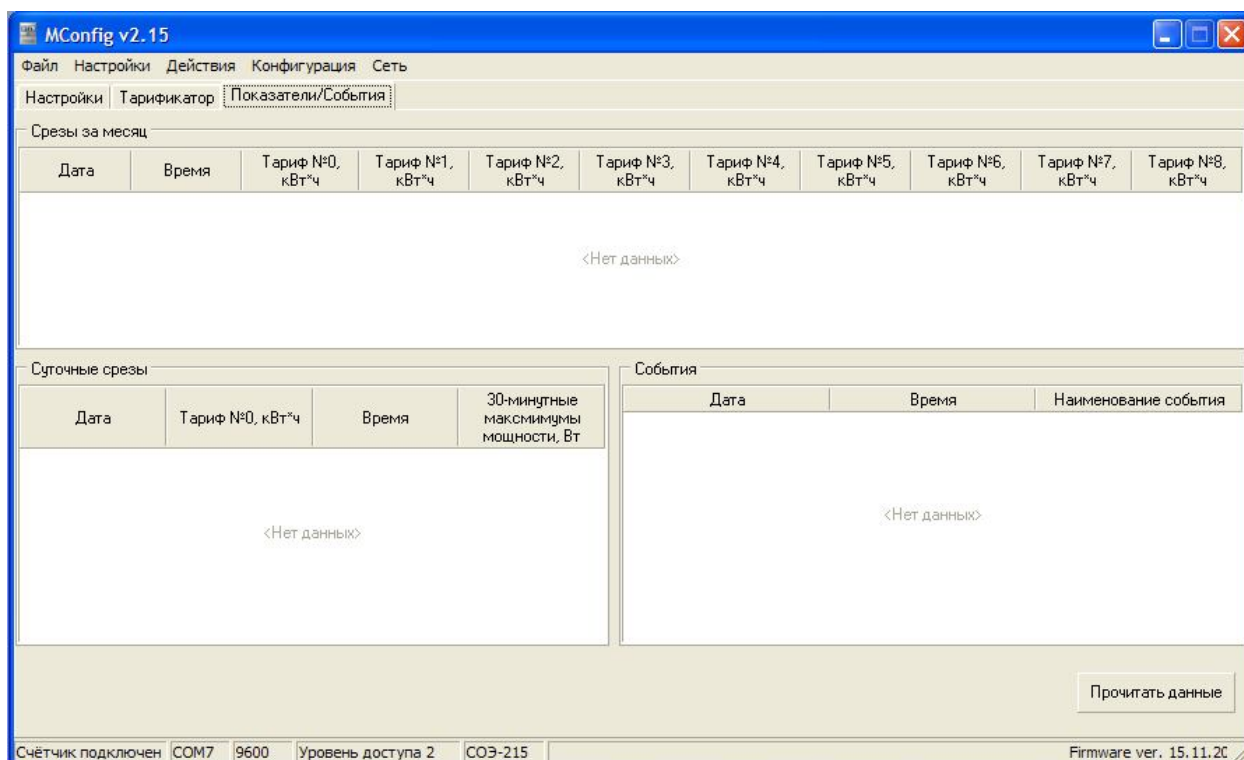 MConfig v2.15
Файл Настройки Действия Конфигурация Сеть
Настройки Тарификатор Показатели/События
Срезы за месяц
Дата Время Тариф №0, кВт*ч Тариф №1, кВт*ч Тариф №2, кВт*ч Тариф №3, кВт*ч Тариф №4, кВт*ч Тариф №5, кВт*ч Тариф №6, кВт*ч Тариф №7, кВт*ч Тариф №8, кВт*ч
<Нет данных>
Суточные срезы
Дата Тариф №0, кВт*ч Время 30-минутные
максмимумы
мощности, Вт
<Нет данных>
События
Дата Время Наименование события
<Нет данных>
Прочитать данные
Счётчик подключен COM7 9600 Уровень доступа 2 СОЭ-215 Firmware ver. 15.11.20